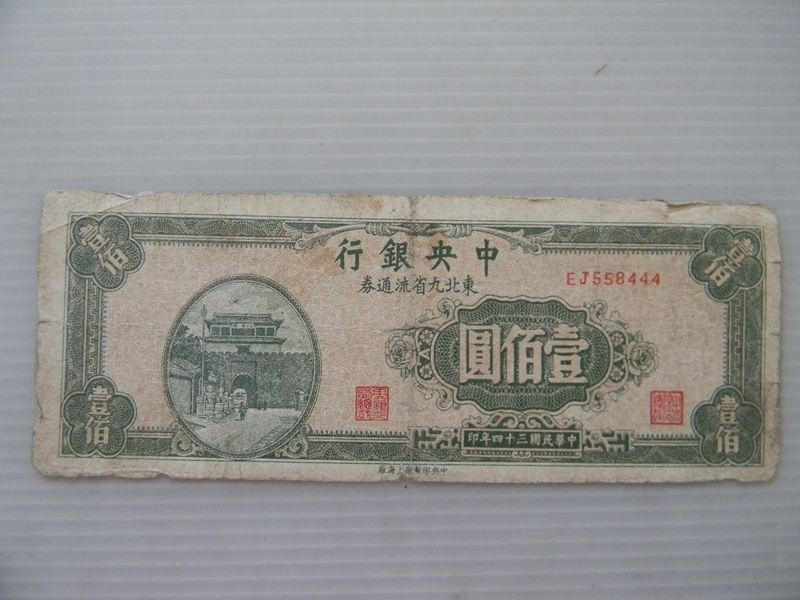 中央銀行
東北九省流通券
EJ558444
壹佰
壹佰
壹佰圓
壹佰
壹佰
中華民國三十四年印